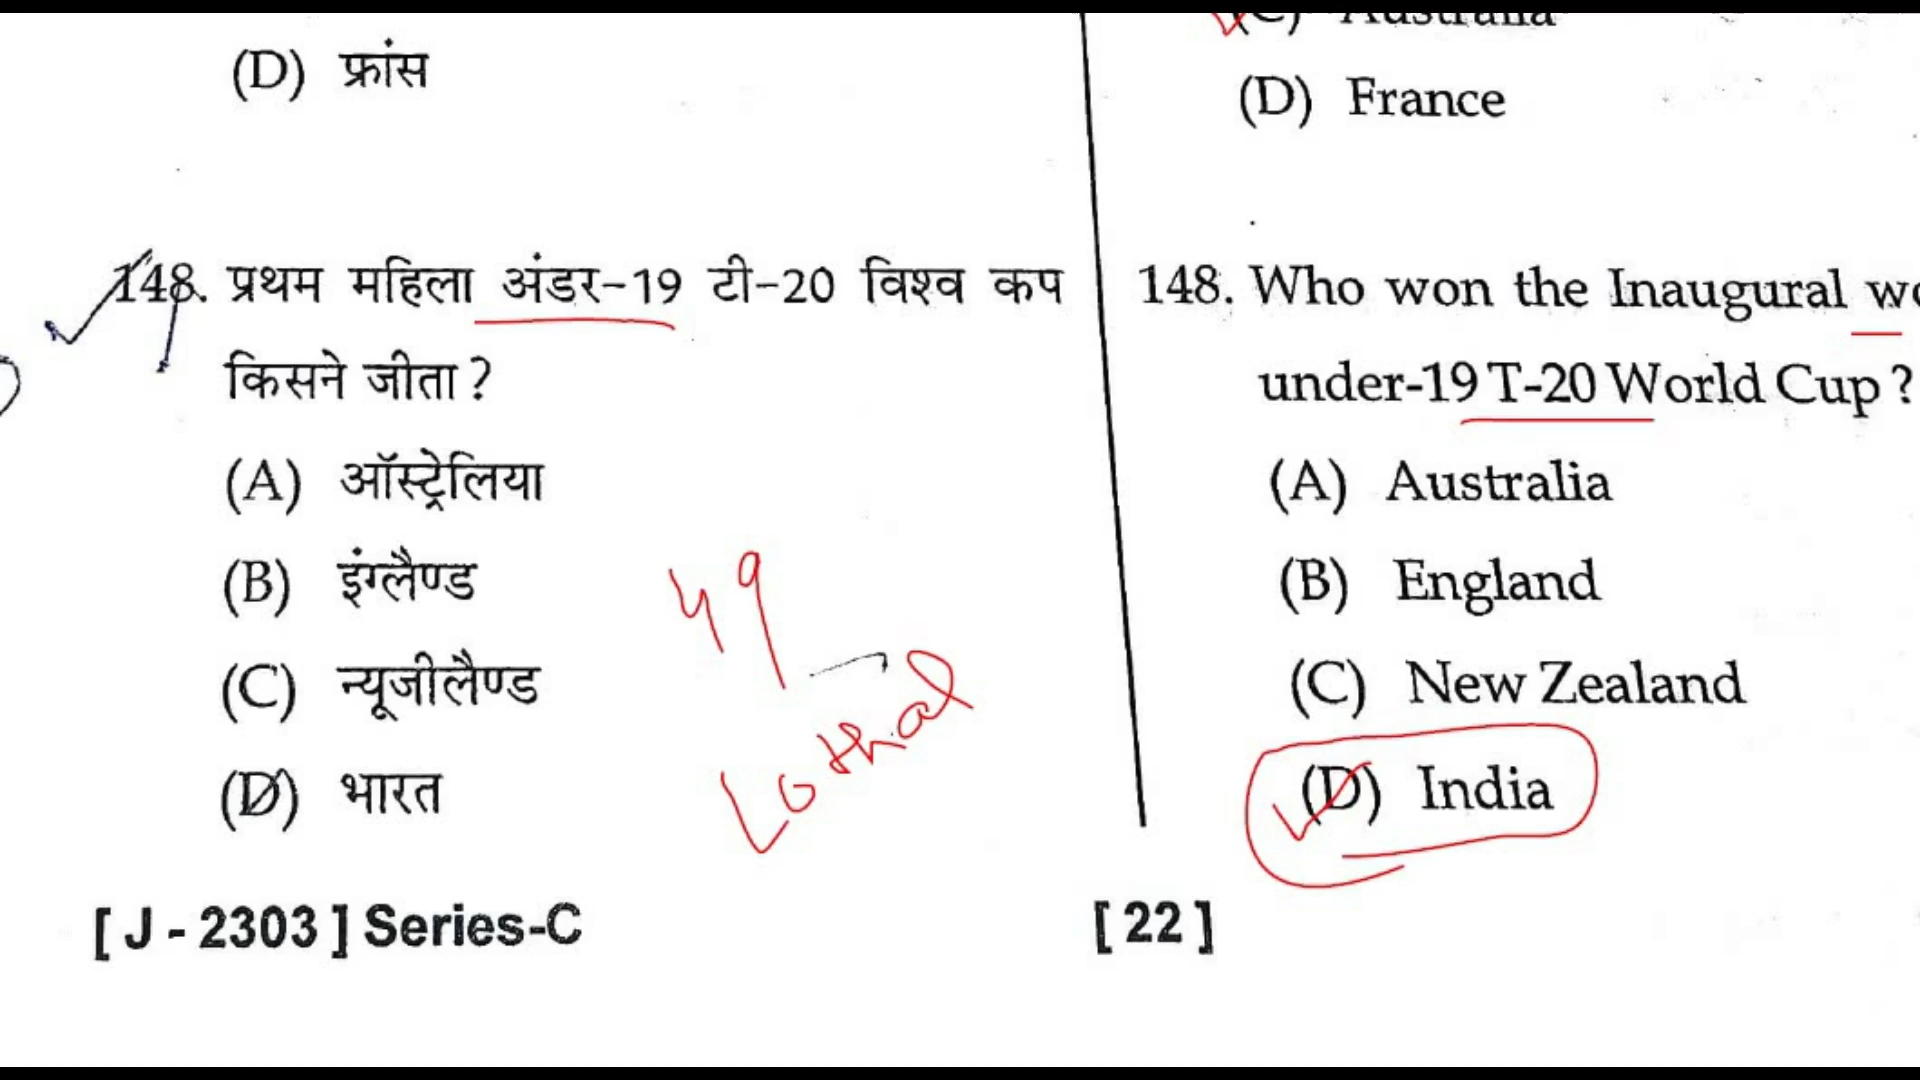 (D) फ्रांस
148. प्रथम महिला अंडर-19 टी-20 विश्व कप
किसने जीता ?
(A) ऑस्ट्रेलिया
(B) इंग्लैण्ड
(C) न्यूजीलैण्ड
(D) भारत
49
Lothal
[ J - 2303 ] Series-C
(C) Australia
(D) France
148. Who won the Inaugural
under-19 T-20 World Cup ?
(A) Australia
(B) England
(C) New Zealand
(D) India
[ 22 ]